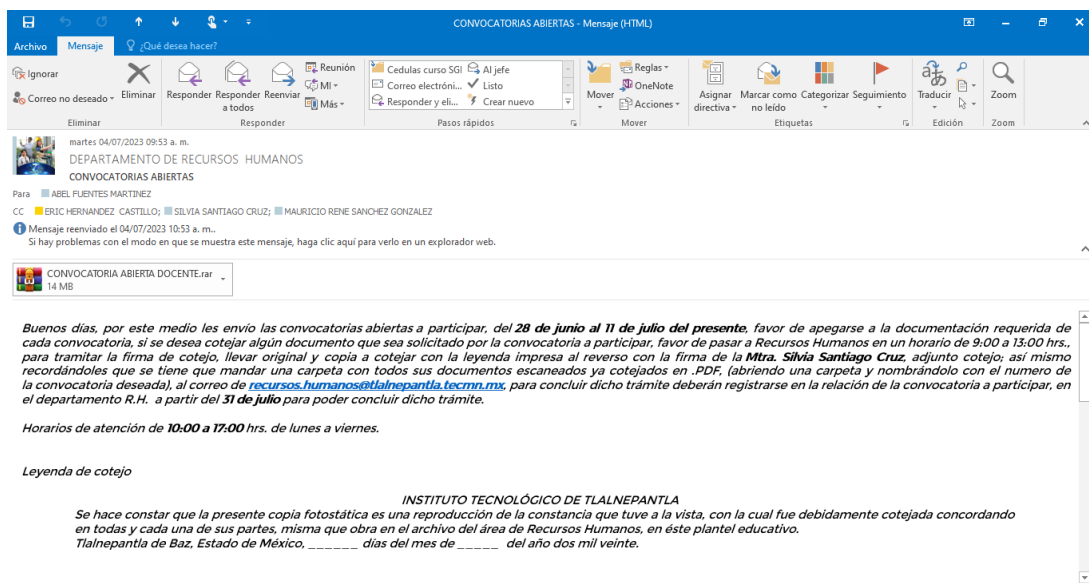 CONVOCATORIAS ABIERTAS - Mensaje (HTML)
Archivo Mensaje ¿Qué desea hacer?
Ignorar
Correo no deseado
Eliminar
Responder
Responder a todos
Reenviar
Reunión
MI
Más
Cedulas curso SGI
Correo electróni...
Responder y eli...
Al jefe
Listo
Crear nuevo
Mover
Reglas
OneNote
Acciones
Asignar directiva
Marcar como no leído
Categorizar
Seguimiento
Traducir
Zoom
Eliminar Responder Pasos rápidos Mover Etiquetas Edición Zoom
martes 04/07/2023 09:53 a. m.
DEPARTAMENTO DE RECURSOS HUMANOS
CONVOCATORIAS ABIERTAS
Para ABEL FUENTES MARTINEZ
CC ERIC HERNANDEZ CASTILLO; SILVIA SANTIAGO CRUZ; MAURICIO RENE SANCHEZ GONZALEZ
Mensaje reenviado el 04/07/2023 10:53 a. m..
Si hay problemas con el modo en que se muestra este mensaje, haga clic aquí para verlo en un explorador web.
CONVOCATORIA ABIERTA DOCENTE.rar
14 MB
Buenos días, por este medio les envío las convocatorias abiertas a participar, del 28 de junio al 11 de julio del presente, favor de apegarse a la documentación requerida de
cada convocatoria, si se desea cotejar algún documento que sea solicitado por la convocatoria a participar, favor de pasar a Recursos Humanos en un horario de 9:00 a 13:00 hrs.,
para tramitar la firma de cotejo, llevar original y copia a cotejar con la leyenda impresa al reverso con la firma de la Mtra. Silvia Santiago Cruz, adjunto cotejo; así mismo
recordándoles que se tiene que mandar una carpeta con todos sus documentos escaneados ya cotejados en .PDF, (abriendo una carpeta y nombrándolo con el numero de
la convocatoria deseada), al correo de recursos.humanos@tlalnepantla.tecmn.mx, para concluir dicho trámite deberán registrarse en la relación de la convocatoria a participar, en
el departamento R.H. a partir del 31 de julio para poder concluir dicho trámite.
Horarios de atención de 10:00 a 17:00 hrs. de lunes a viernes.
Leyenda de cotejo
INSTITUTO TECNOLÓGICO DE TLALNEPANTLA
Se hace constar que la presente copia fotostática es una reproducción de la constancia que tuve a la vista, con la cual fue debidamente cotejada concordando
en todas y cada una de sus partes, misma que obra en el archivo del área de Recursos Humanos, en éste plantel educativo.
Tlalnepantla de Baz, Estado de México, ______ días del mes de _____ del año dos mil veinte.